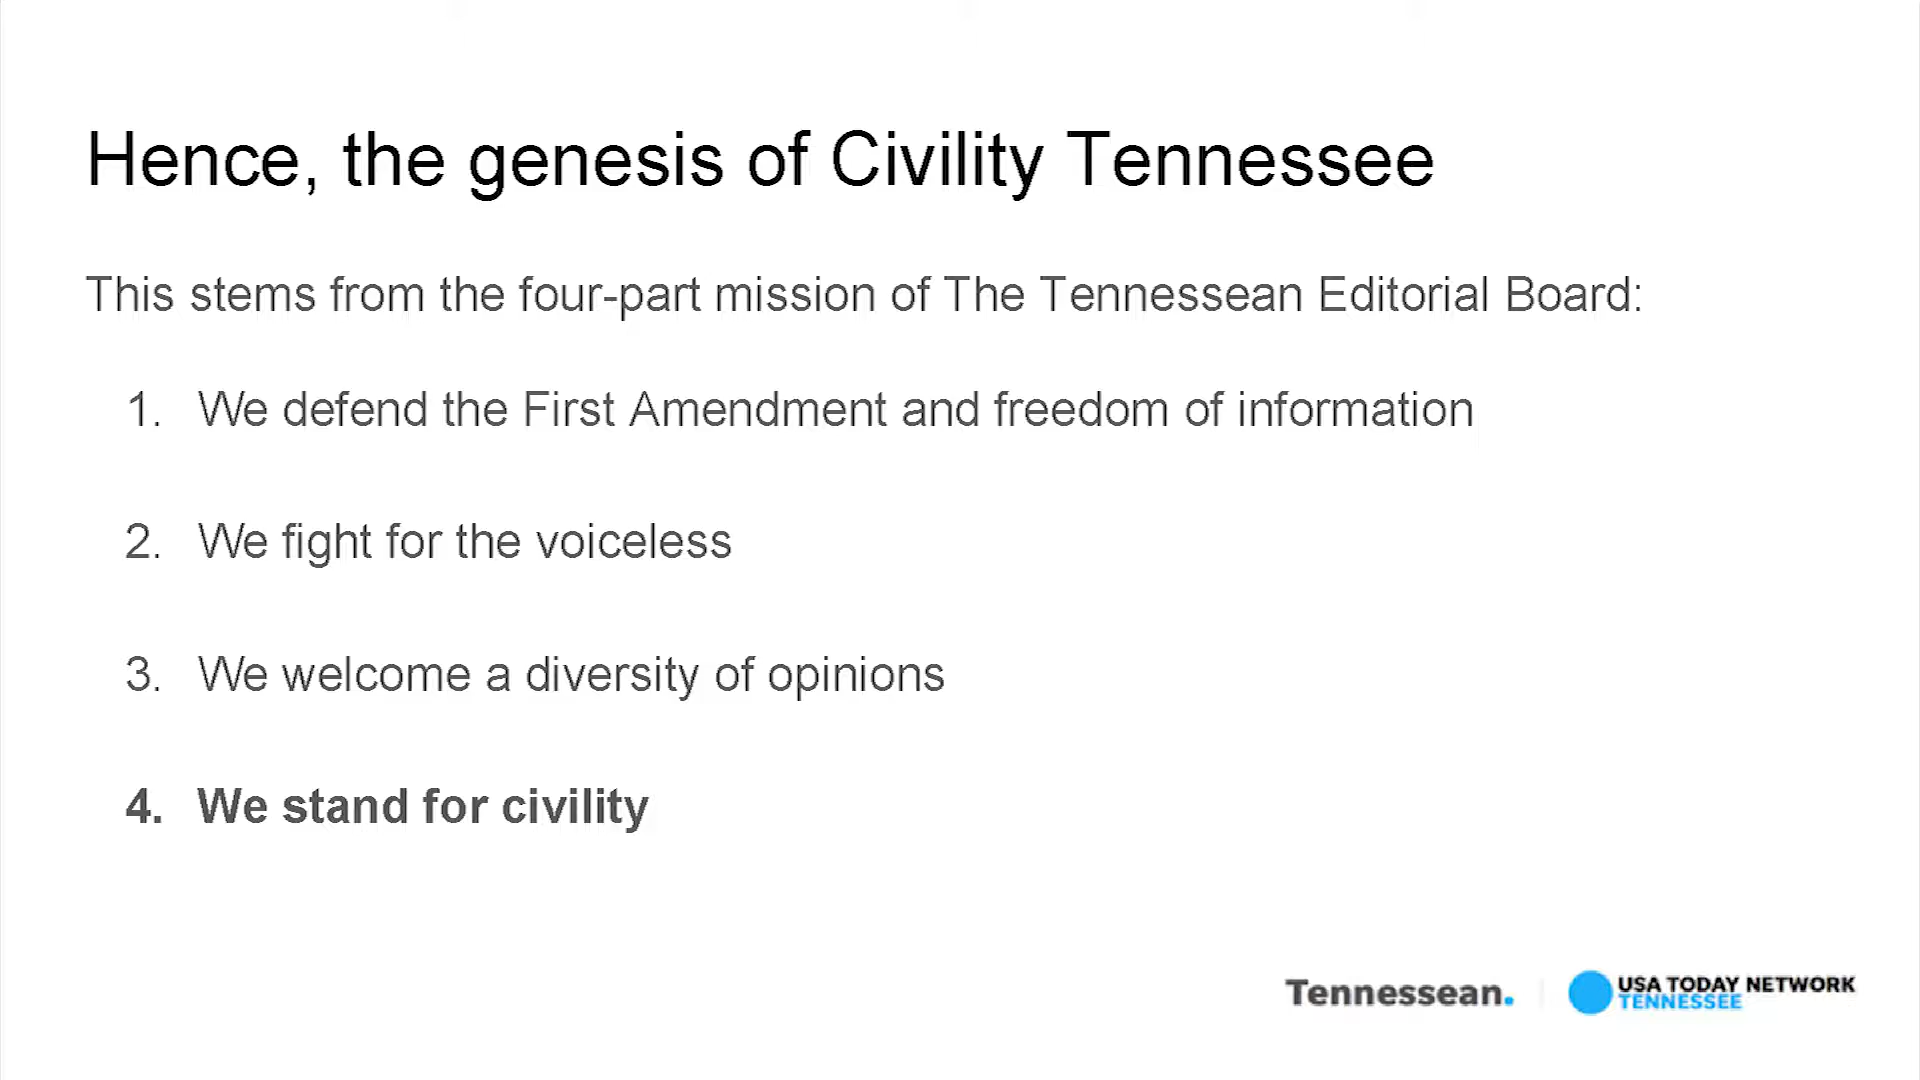 Hence, the genesis of Civility Tennessee
This stems from the four-part mission of The Tennessean Editorial Board:
1. We defend the First Amendment and freedom of information
2. We fight for the voiceless
3. We welcome a diversity of opinions
4. We stand for civility
Tennessean.
USA TODAY NETWORK
TENNESSEE